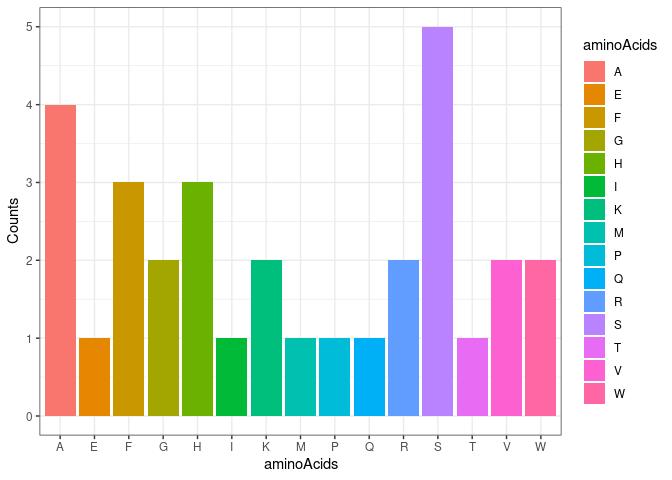 5
4
3
2
1
0
Counts
A E F G H I K M P Q R S T V W
aminoAcids
aminoAcids
A
E
F
G
H
I
K
M
P
Q
R
S
T
V
W